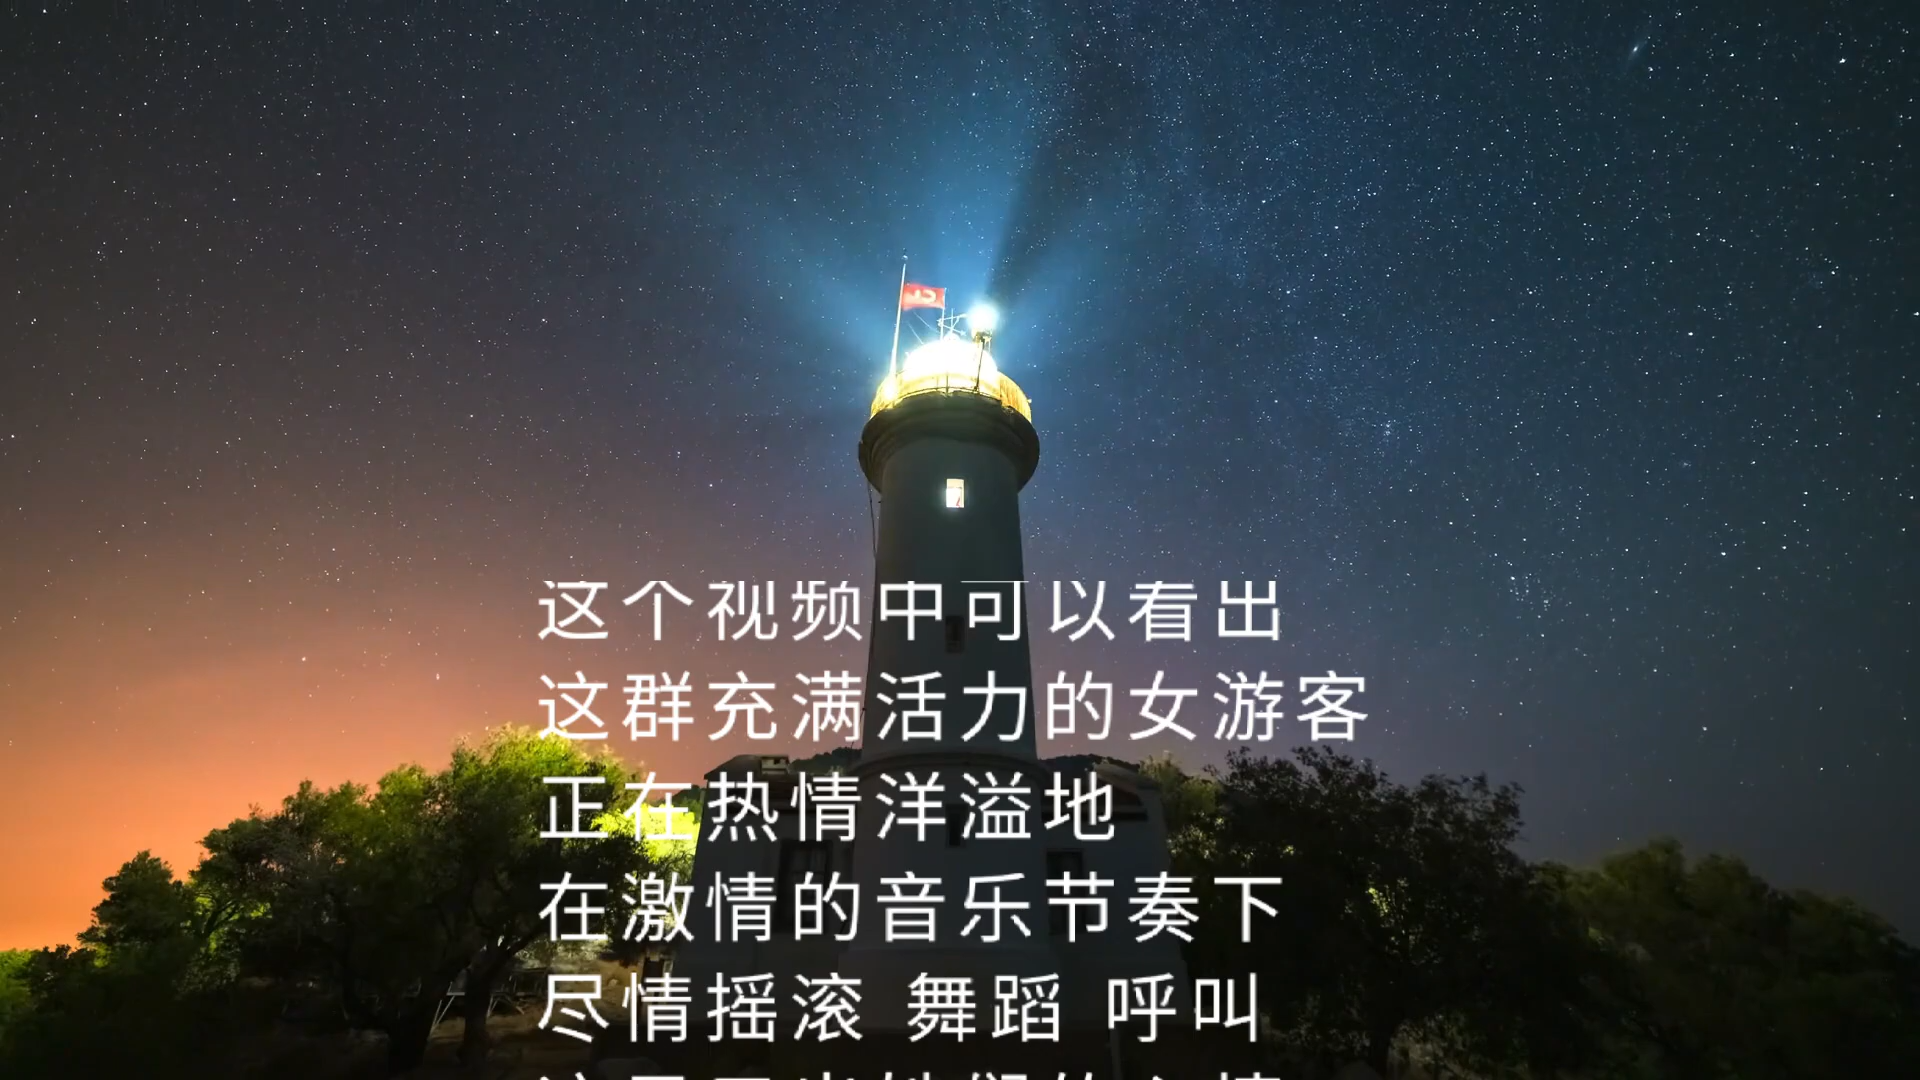 这个视频中可以看出
这群充满活力的女游客
正在热情洋溢地
在激情的音乐节奏下
尽情摇滚 舞蹈 呼叫